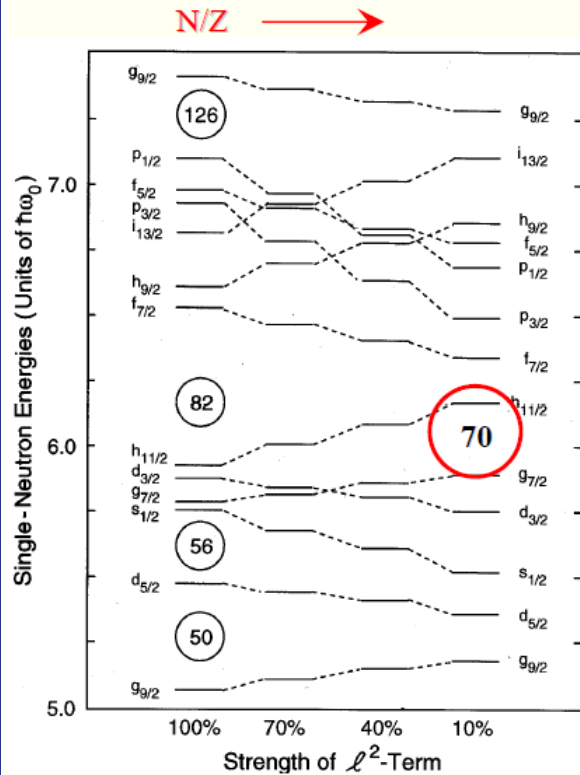 N/Z
g9/2
126
g9/2
p1/2
i13/2
7.0
f5/2
p3/2
h9/2
i13/2
f5/2
p1/2
h9/2
p3/2
f7/2
f7/2
82
h11/2
70
6.0
h11/2
d3/2
g7/2
g7/2
s1/2
d3/2
56
s1/2
d5/2
d5/2
50
g9/2
g9/2
5.0
100% 70% 40% 10%
Strength of ℓ²-Term
Single-Neutron Energies (Units of ħω₀)